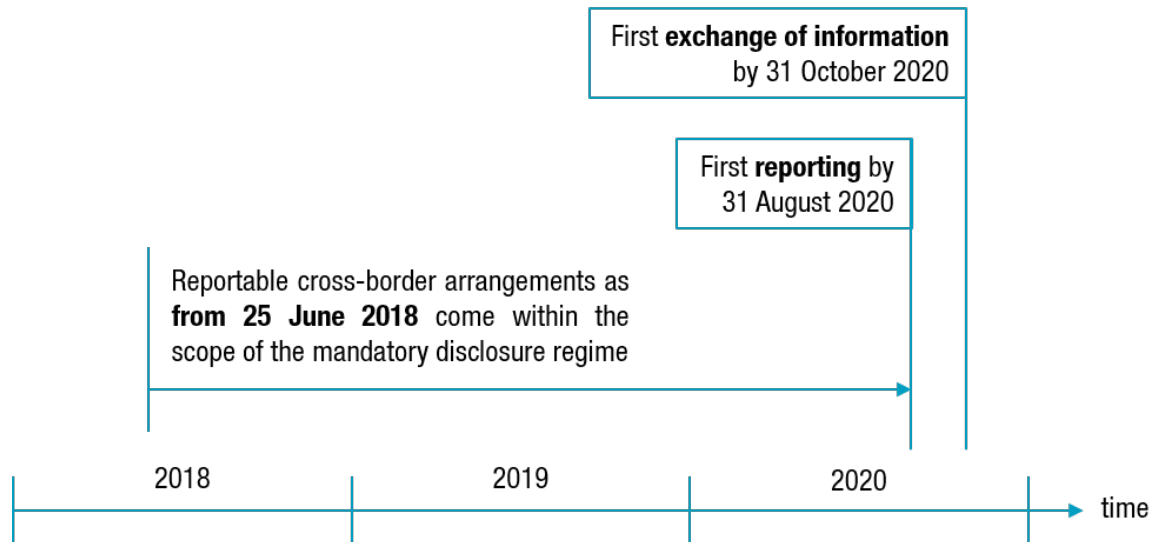 First exchange of information
by 31 October 2020
First reporting by
31 August 2020
Reportable cross-border arrangements as
from 25 June 2018 come within the
scope of the mandatory disclosure regime
2018
2019
2020
time